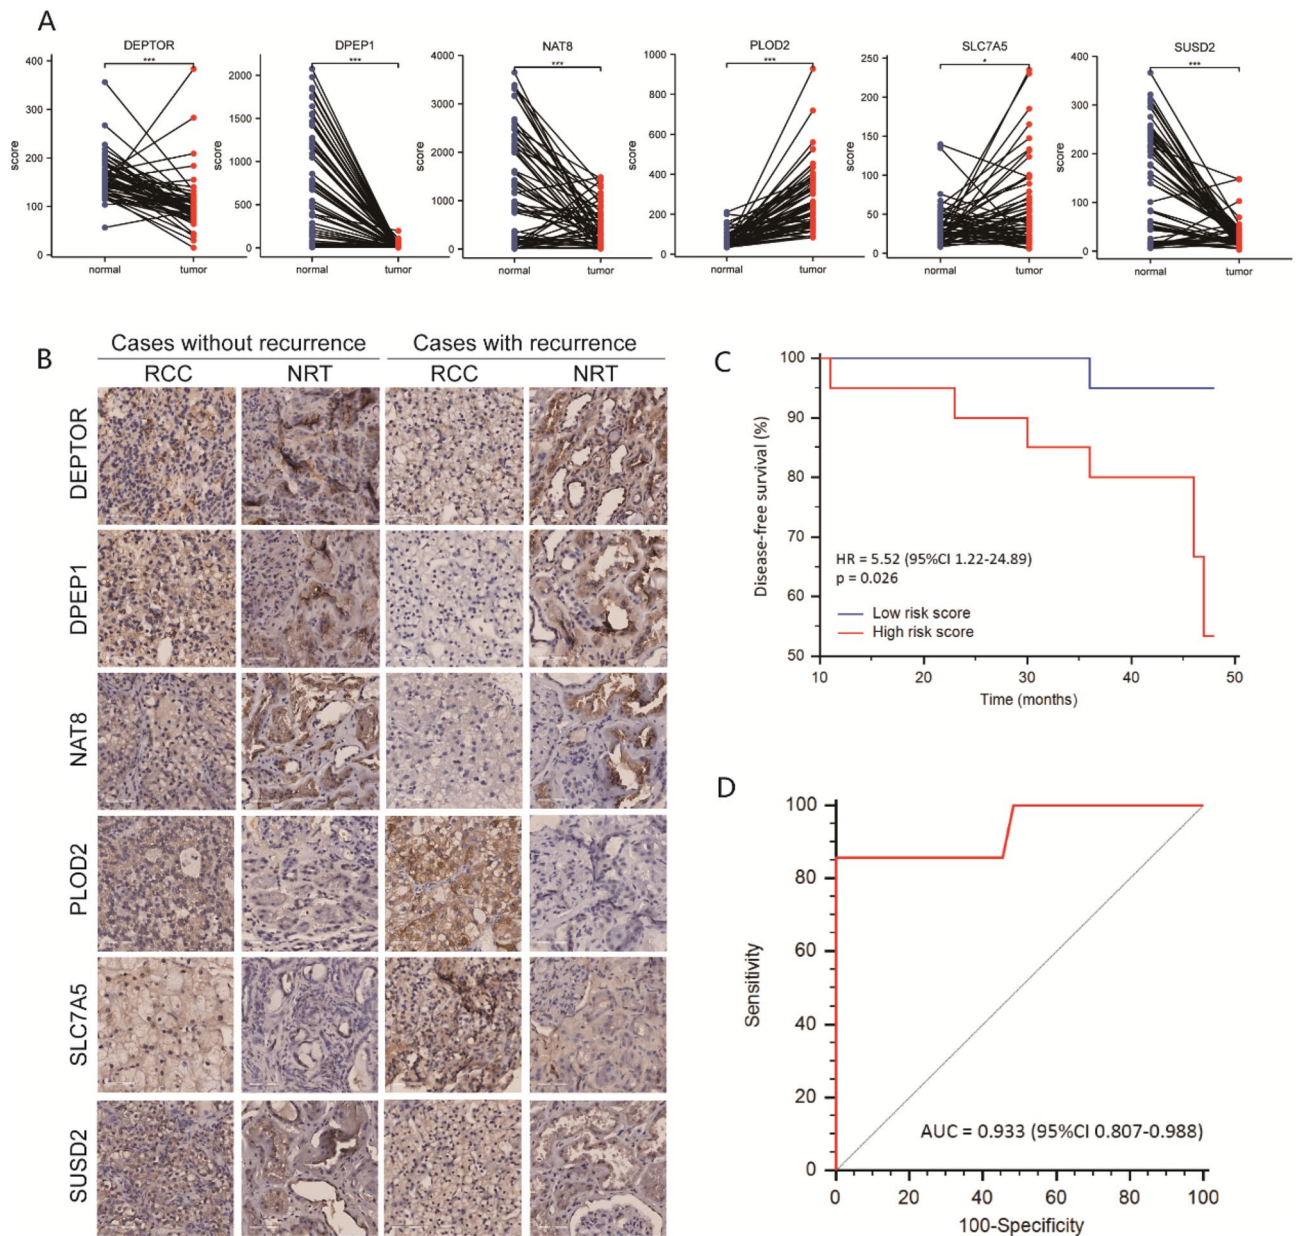 A
DEPTOR
DPEP1
NAT8
PLOD2
SLC7A5
SUSD2
***
***
***
***
*
***
score
400
300
200
100
0
normal
tumor
score
2000
1500
1000
500
0
normal
tumor
score
4000
3000
2000
1000
0
normal
tumor
score
1000
800
600
400
200
0
normal
tumor
score
250
200
150
100
50
0
normal
tumor
score
400
300
200
100
0
normal
tumor
B
Cases without recurrence
Cases with recurrence
RCC
NRT
RCC
NRT
DEPTOR
DPEP1
NAT8
PLOD2
SLC7A5
SUSD2
C
Disease-free survival (%)
100
90
80
70
60
50
HR = 5.52 (95%CI 1.22-24.89)
p = 0.026
Low risk score
High risk score
10
20
30
40
50
Time (months)
D
Sensitivity
100
80
60
40
20
0
AUC = 0.933 (95%CI 0.807-0.988)
0
20
40
60
80
100
100-Specificity